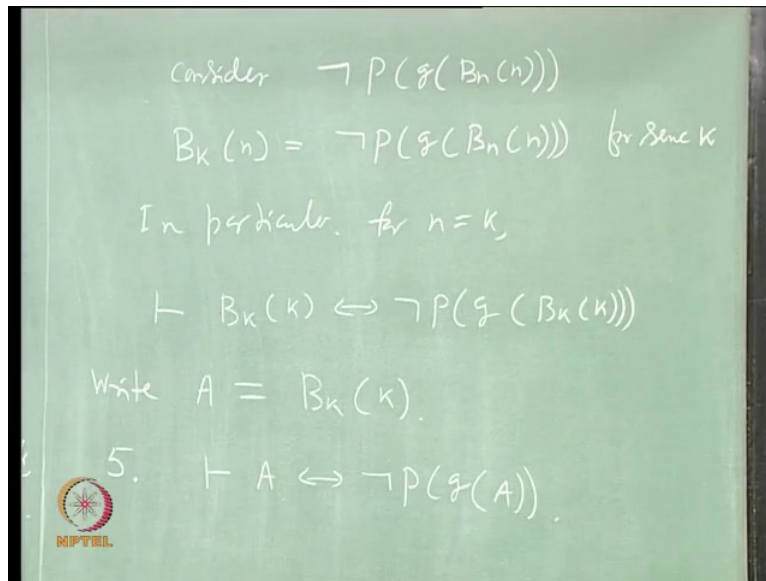 Consider ¬P(g(Bn(n)))
Bk(n) = ¬P(g(Bn(n))) for some k
In particular. for n = k,
⊢ Bk(k) ↔ ¬P(g(Bk(k)))
Write A = Bk(k).
5. ⊢ A ↔ ¬P(g(A)).
NPTEL